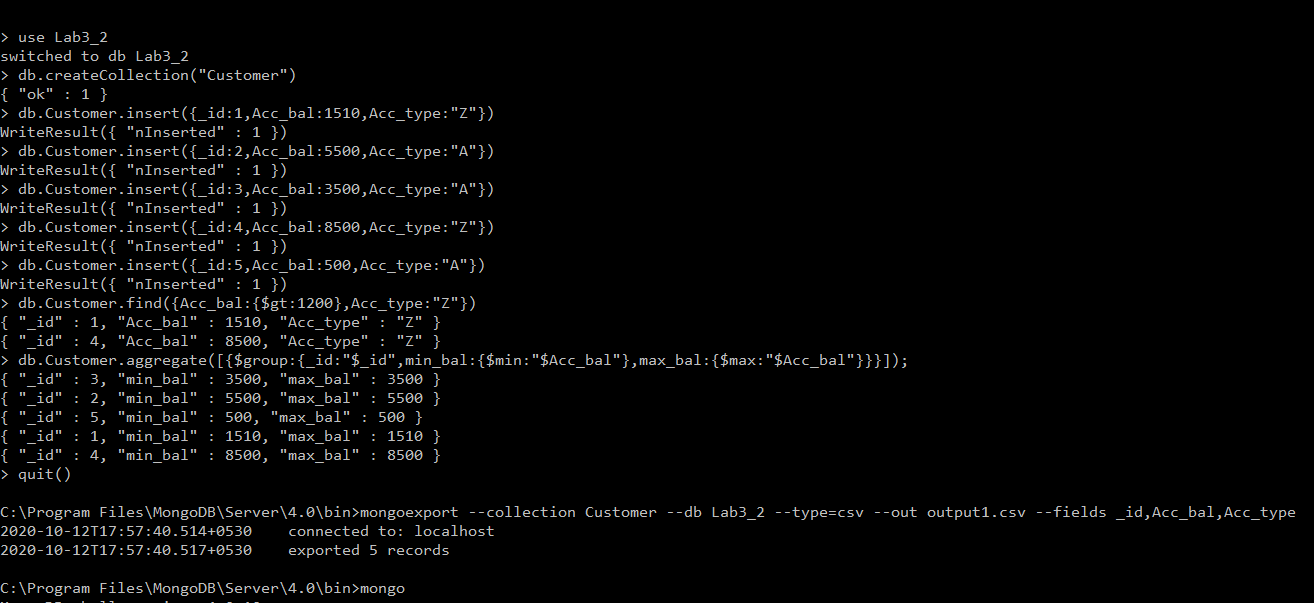 > use Lab3_2
switched to db Lab3_2
> db.createCollection("Customer")
{ "ok" : 1 }
> db.Customer.insert({_id:1,Acc_bal:1510,Acc_type:"Z"})
WriteResult({ "nInserted" : 1 })
> db.Customer.insert({_id:2,Acc_bal:5500,Acc_type:"A"})
WriteResult({ "nInserted" : 1 })
> db.Customer.insert({_id:3,Acc_bal:3500,Acc_type:"A"})
WriteResult({ "nInserted" : 1 })
> db.Customer.insert({_id:4,Acc_bal:8500,Acc_type:"Z"})
WriteResult({ "nInserted" : 1 })
> db.Customer.insert({_id:5,Acc_bal:500,Acc_type:"A"})
WriteResult({ "nInserted" : 1 })
> db.Customer.find({Acc_bal:{$gt:1200},Acc_type:"Z"})
{ "_id" : 1, "Acc_bal" : 1510, "Acc_type" : "Z" }
{ "_id" : 4, "Acc_bal" : 8500, "Acc_type" : "Z" }
> db.Customer.aggregate([{$group:{_id:"$_id",min_bal:{$min:"$Acc_bal"},max_bal:{$max:"$Acc_bal"}}}]);
{ "_id" : 3, "min_bal" : 3500, "max_bal" : 3500 }
{ "_id" : 2, "min_bal" : 5500, "max_bal" : 5500 }
{ "_id" : 5, "min_bal" : 500, "max_bal" : 500 }
{ "_id" : 1, "min_bal" : 1510, "max_bal" : 1510 }
{ "_id" : 4, "min_bal" : 8500, "max_bal" : 8500 }
> quit()
C:\Program Files\MongoDB\Server\4.0\bin>mongoexport --collection Customer --db Lab3_2 --type=csv --out output1.csv --fields _id,Acc_bal,Acc_type
2020-10-12T17:57:40.514+0530    connected to: localhost
2020-10-12T17:57:40.517+0530    exported 5 records
C:\Program Files\MongoDB\Server\4.0\bin>mongo